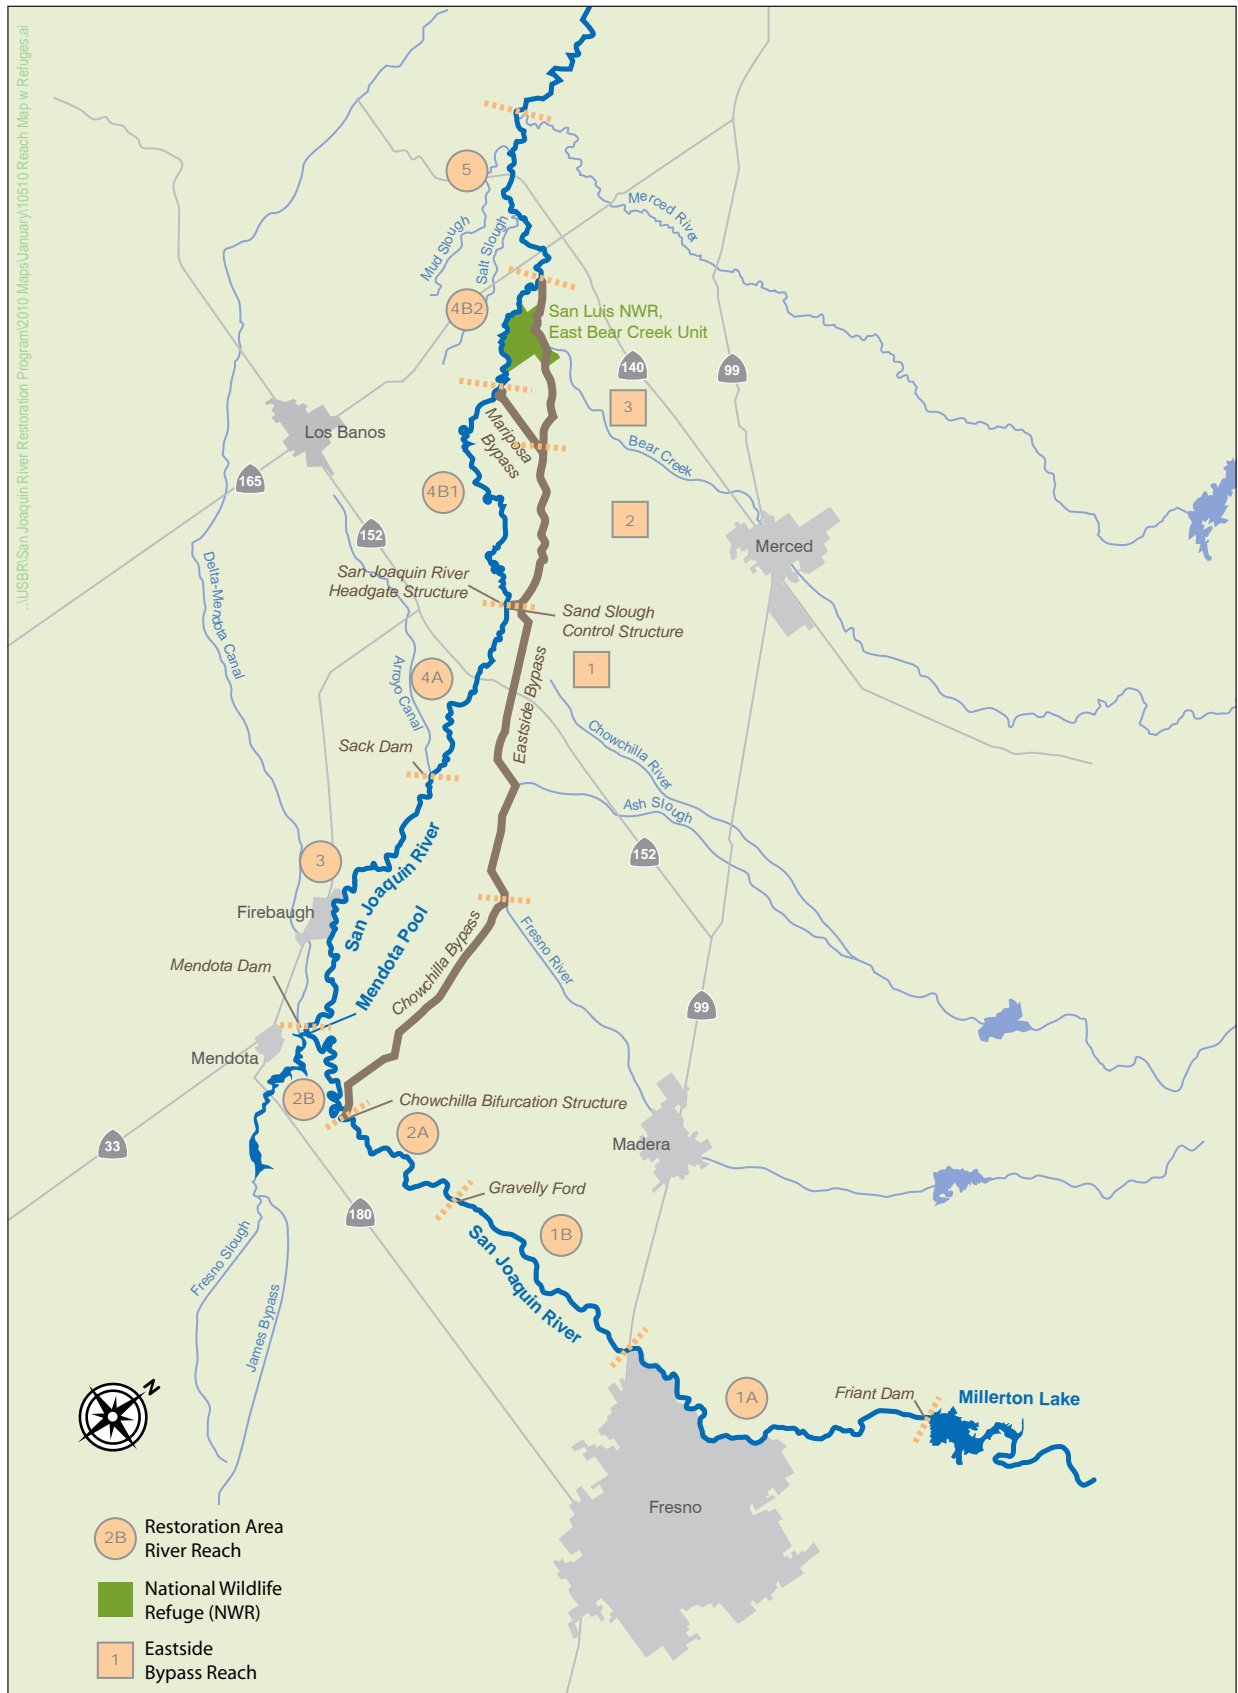 ..\USBR\San Joaquin River Restoration Program\2010 Maps\January\10510 Reach Map w Refuges.ai
5
Merced River
Mud Slough
Salt Slough
4B2
San Luis NWR,
East Bear Creek Unit
140
99
3
Mariposa
Bypass
Los Banos
Bear Creek
165
4B1
2
152
Merced
Delta-Mendota Canal
San Joaquin River
Headgate Structure
Sand Slough
Control Structure
4A
Arroyo Canal
1
Eastside Bypass
Sack Dam
Chowchilla River
Ash Slough
152
3
San Joaquin River
Firebaugh
Mendota Pool
Chowchilla Bypass
Fresno River
Mendota Dam
99
Mendota
2B
Chowchilla Bifurcation Structure
2A
Madera
33
Gravelly Ford
180
1B
Fresno Slough
San Joaquin River
James Bypass
N
1A
Friant Dam
Millerton Lake
Fresno
2B
Restoration Area
River Reach
National Wildlife
Refuge (NWR)
1
Eastside
Bypass Reach